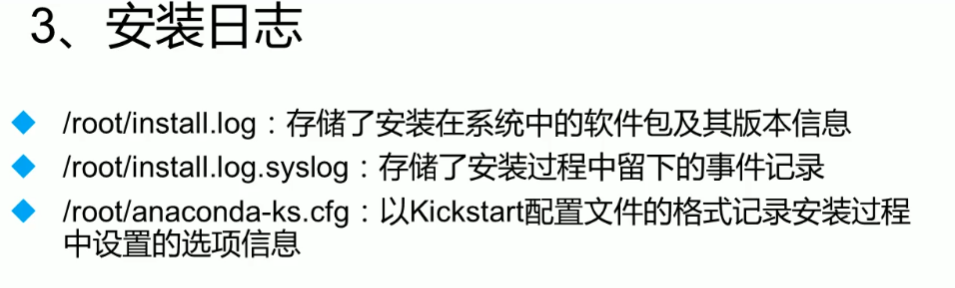 3、安装日志
/root/install.log：存储了安装在系统中的软件包及其版本信息
/root/install.log.syslog：存储了安装过程中留下的事件记录
/root/anaconda-ks.cfg：以Kickstart配置文件的格式记录安装过程
中设置的选项信息